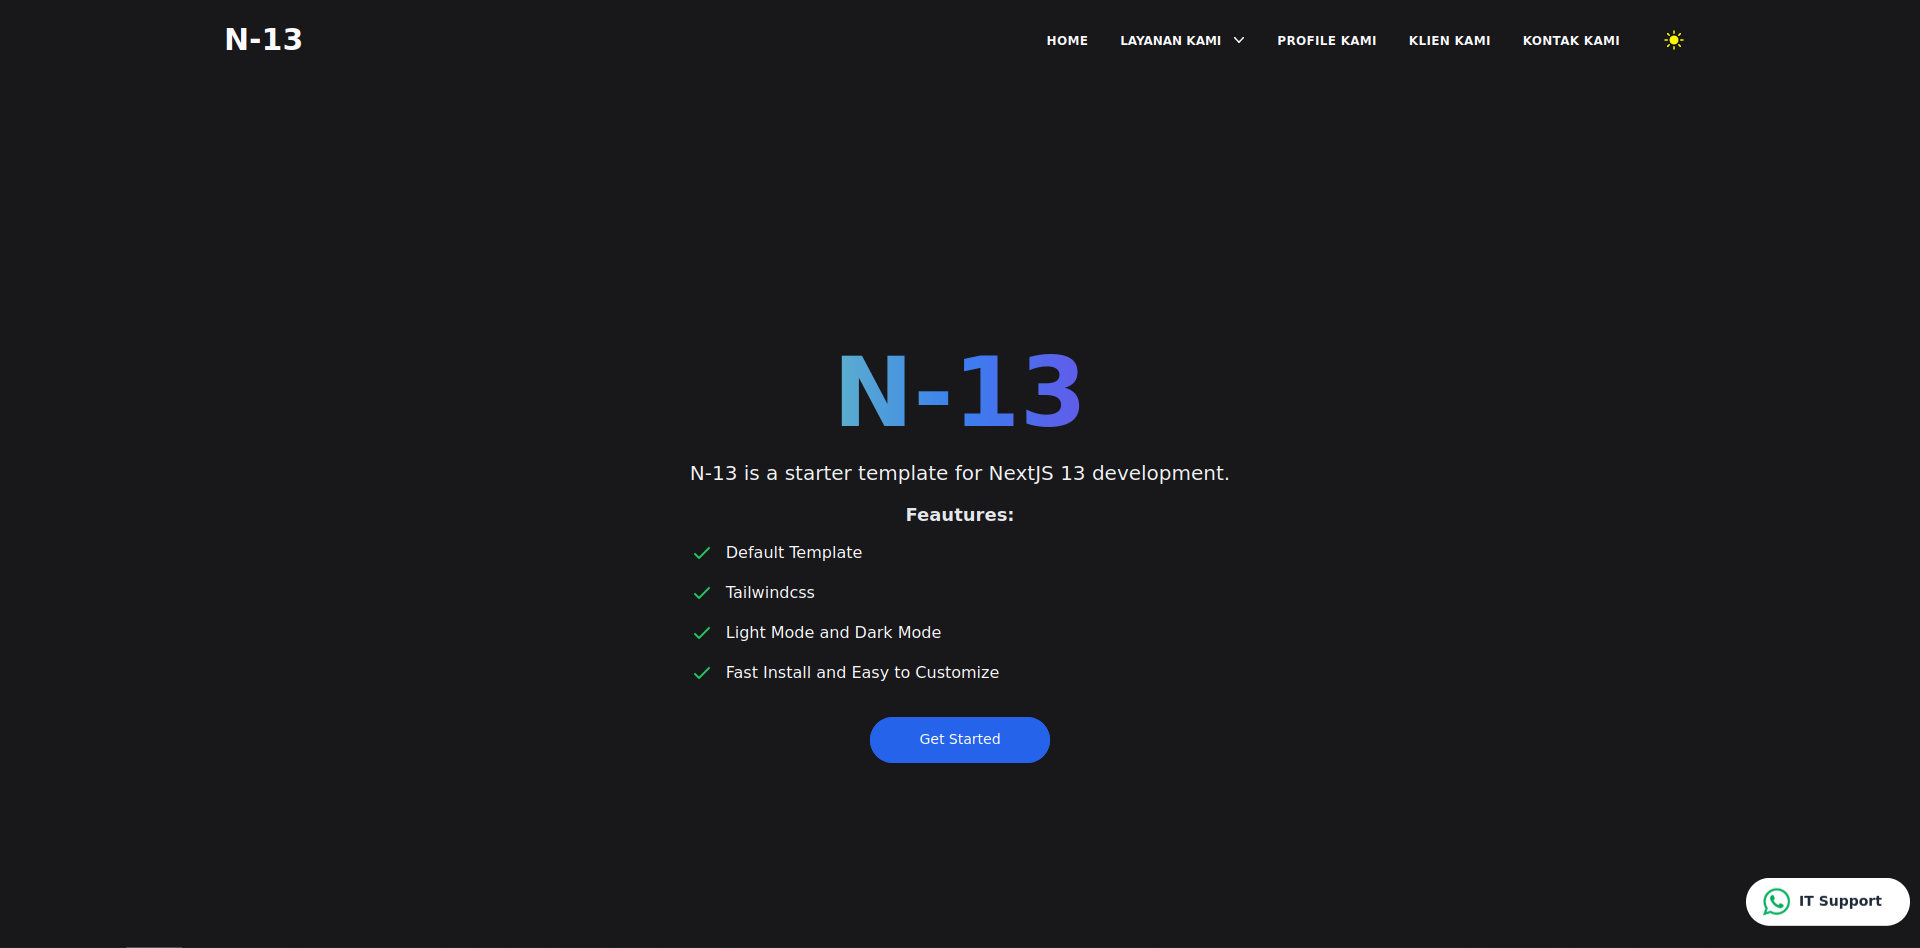 N-13
HOME
LAYANAN KAMI
PROFILE KAMI
KLIEN KAMI
KONTAK KAMI
N-13
N-13 is a starter template for NextJS 13 development.
Feautures:
Default Template
Tailwindcss
Light Mode and Dark Mode
Fast Install and Easy to Customize
Get Started
IT Support